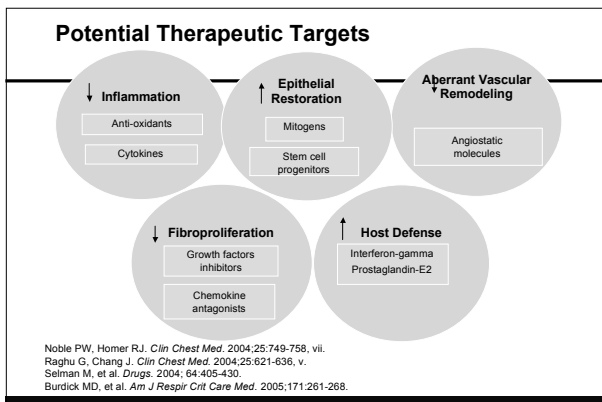 Potential Therapeutic Targets
↓ Inflammation
Anti-oxidants
Cytokines
↑ Epithelial
Restoration
Mitogens
Stem cell
progenitors
↓ Aberrant Vascular
Remodeling
Angiostatic
molecules
↓ Fibroproliferation
Growth factors
inhibitors
Chemokine
antagonists
↑ Host Defense
Interferon-gamma
Prostaglandin-E2
Noble PW, Homer RJ. Clin Chest Med. 2004;25:749-758, vii.
Raghu G, Chang J. Clin Chest Med. 2004;25:621-636, v.
Selman M, et al. Drugs. 2004; 64:405-430.
Burdick MD, et al. Am J Respir Crit Care Med. 2005;171:261-268.